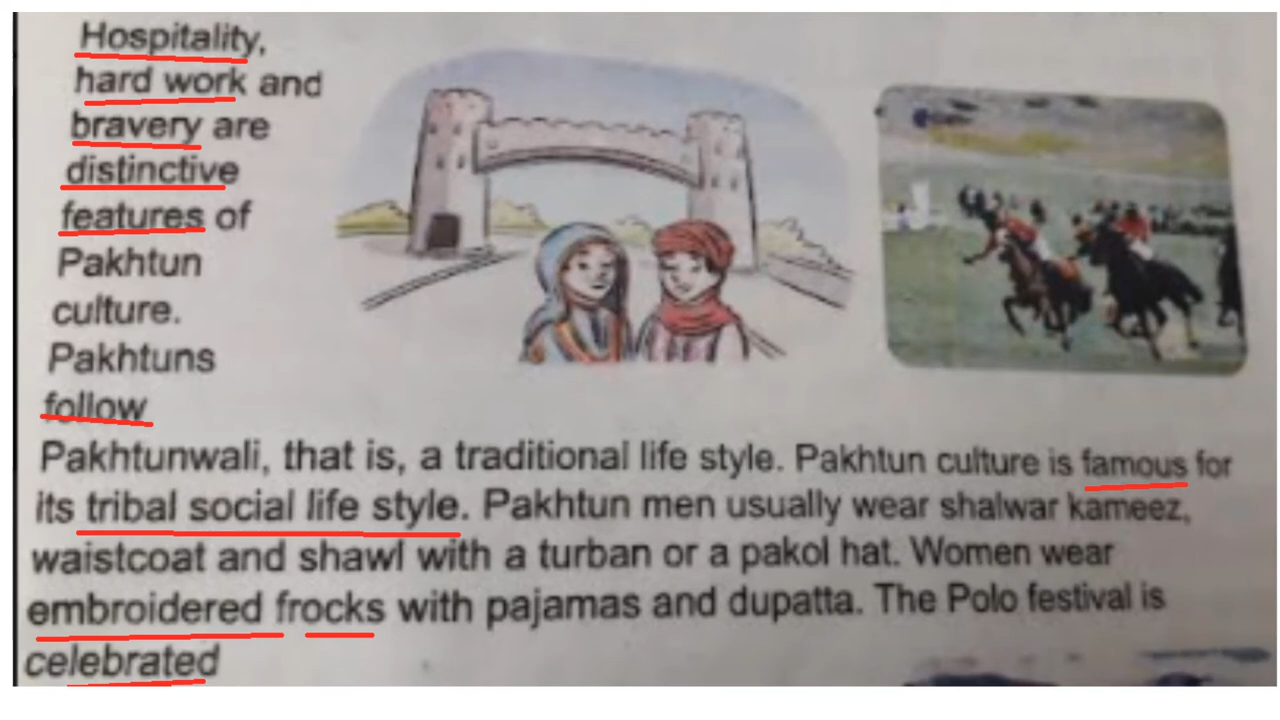 Hospitality,
hard work and
bravery are
distinctive
features of
Pakhtun
culture.
Pakhtuns
follow
Pakhtunwali, that is, a traditional life style. Pakhtun culture is famous for
its tribal social life style. Pakhtun men usually wear shalwar kameez,
waistcoat and shawl with a turban or a pakol hat. Women wear
embroidered frocks with pajamas and dupatta. The Polo festival is
celebrated